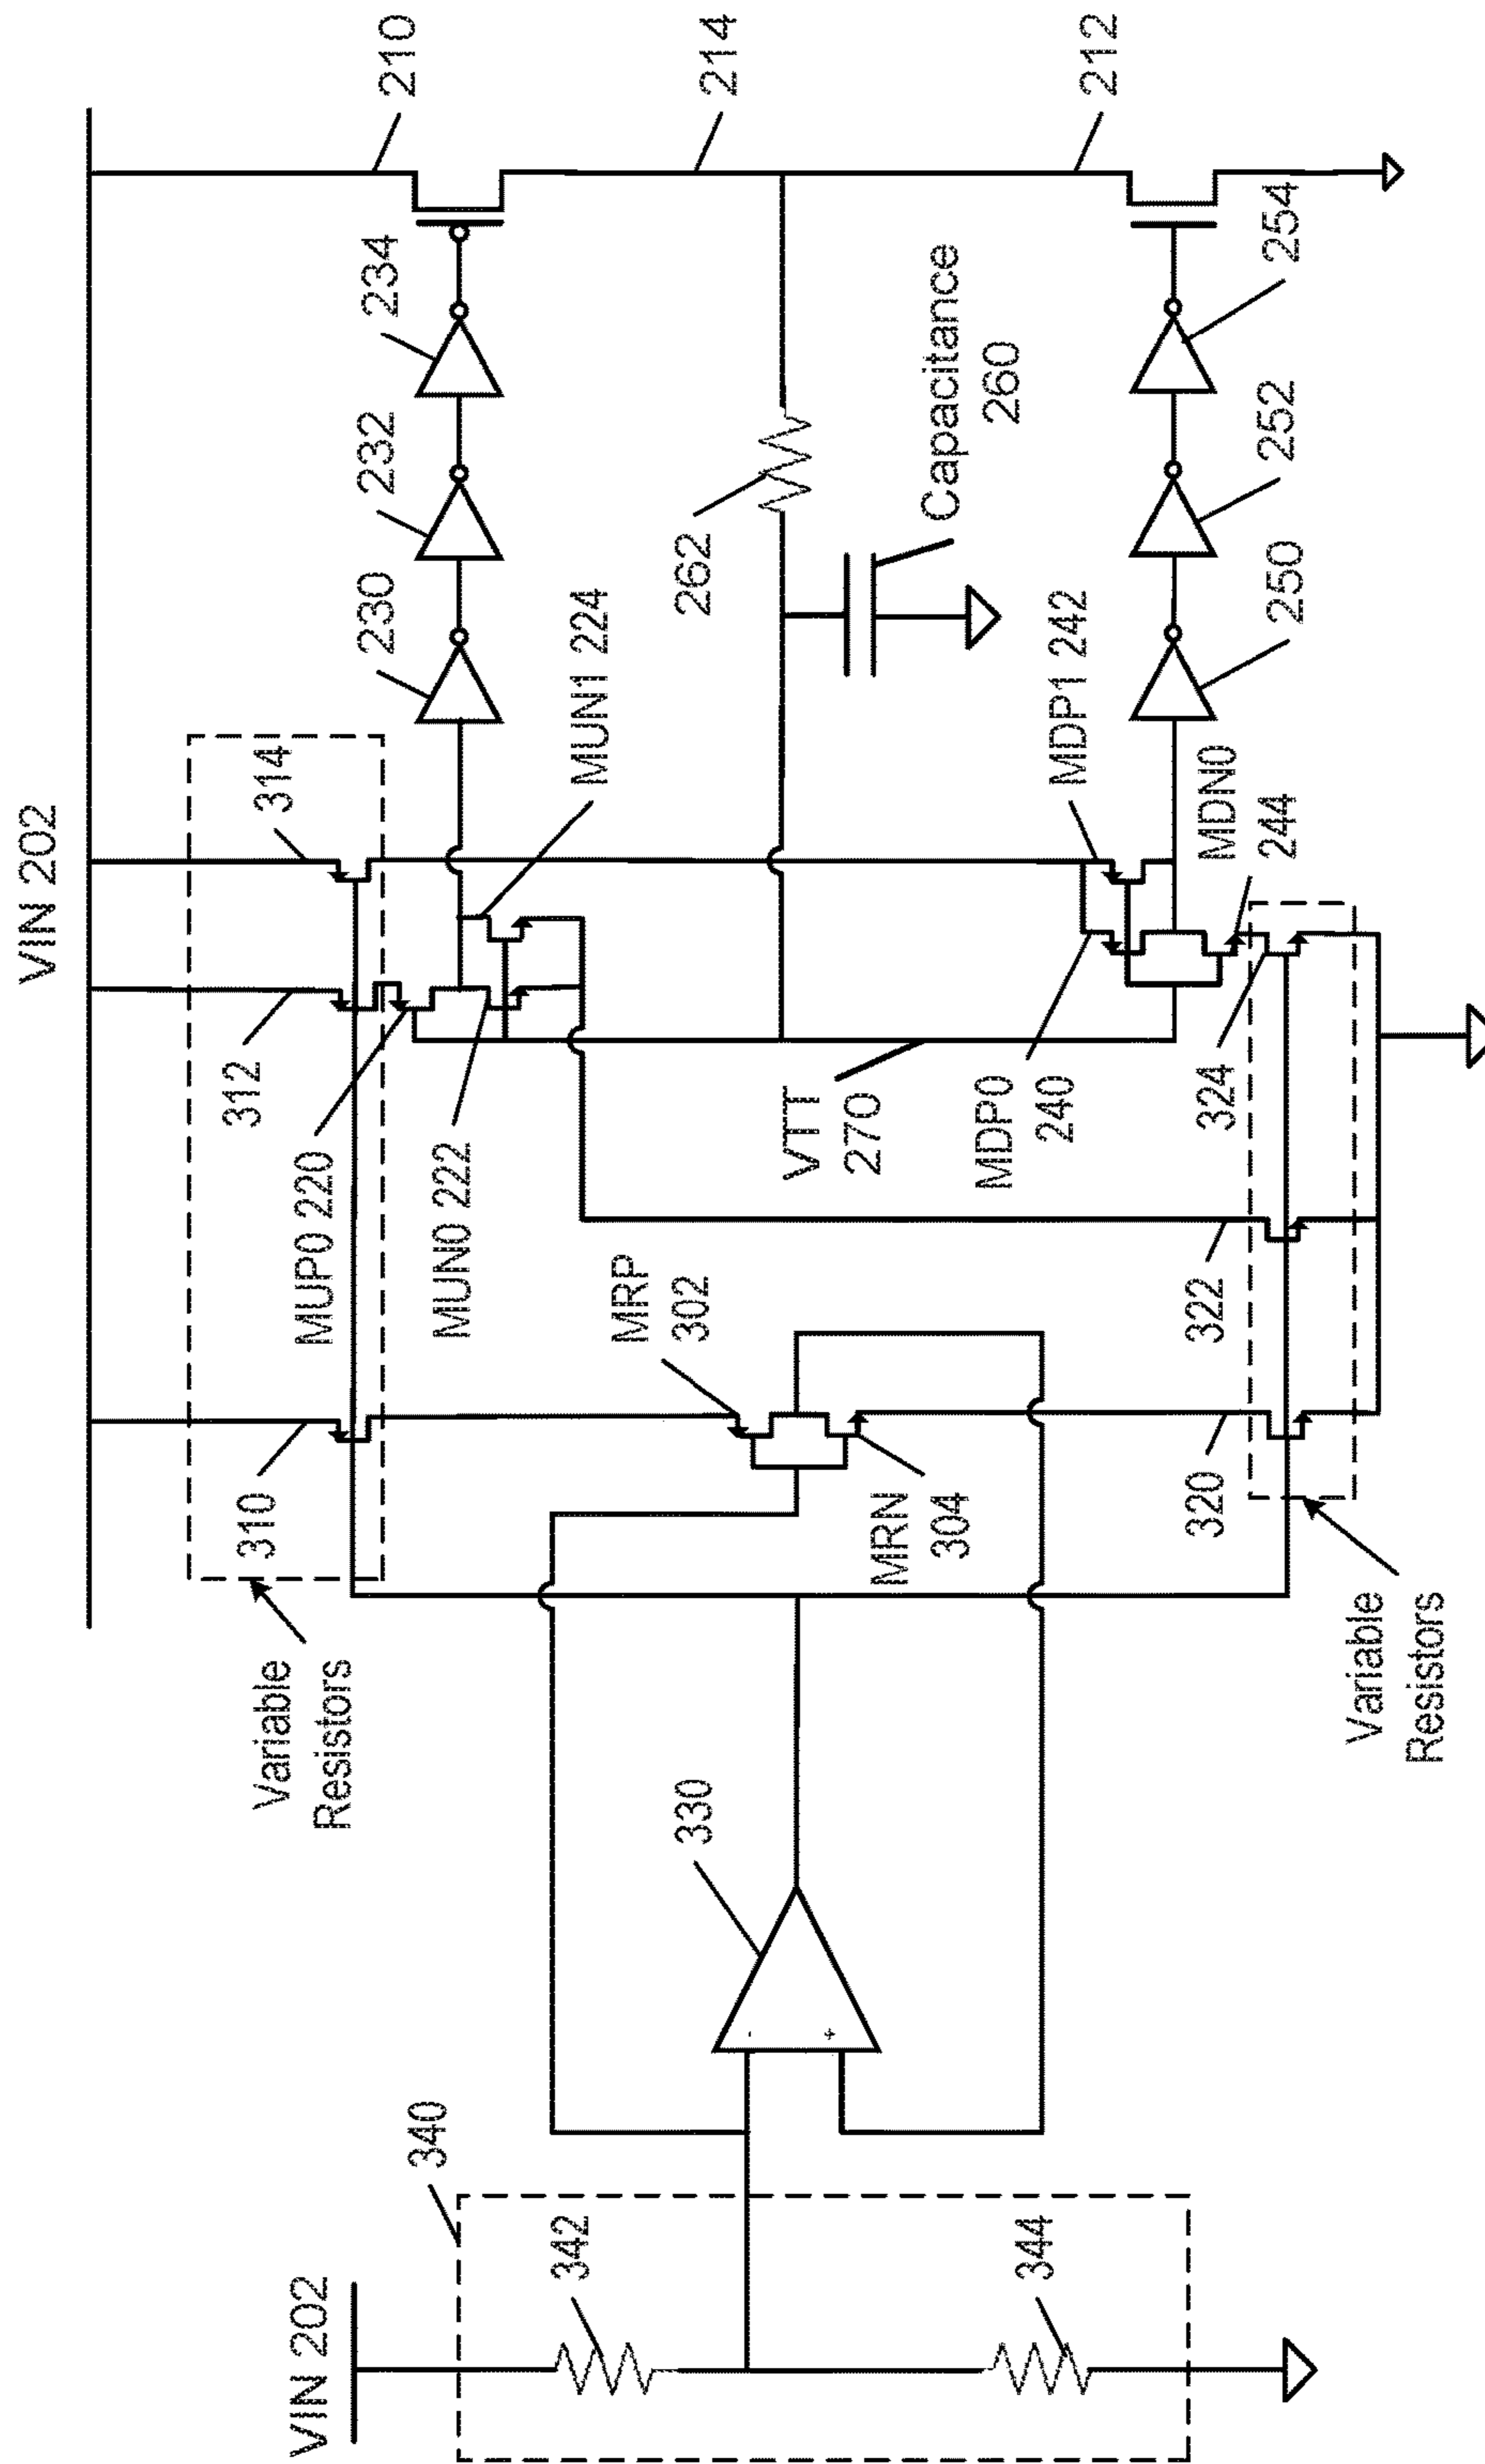 VIN 202
VIN 202
340
342
344
330
Variable
Resistors
310
312
314
MUP0 220
MUN0 222
MUN1 224
230
232
234
210
214
212
MRP
302
MRN
304
262
Capacitance
260
VTT
270
MDP0
240
MDP1 242
MDN0
244
250
252
254
320
322
324
Variable
Resistors
-
+